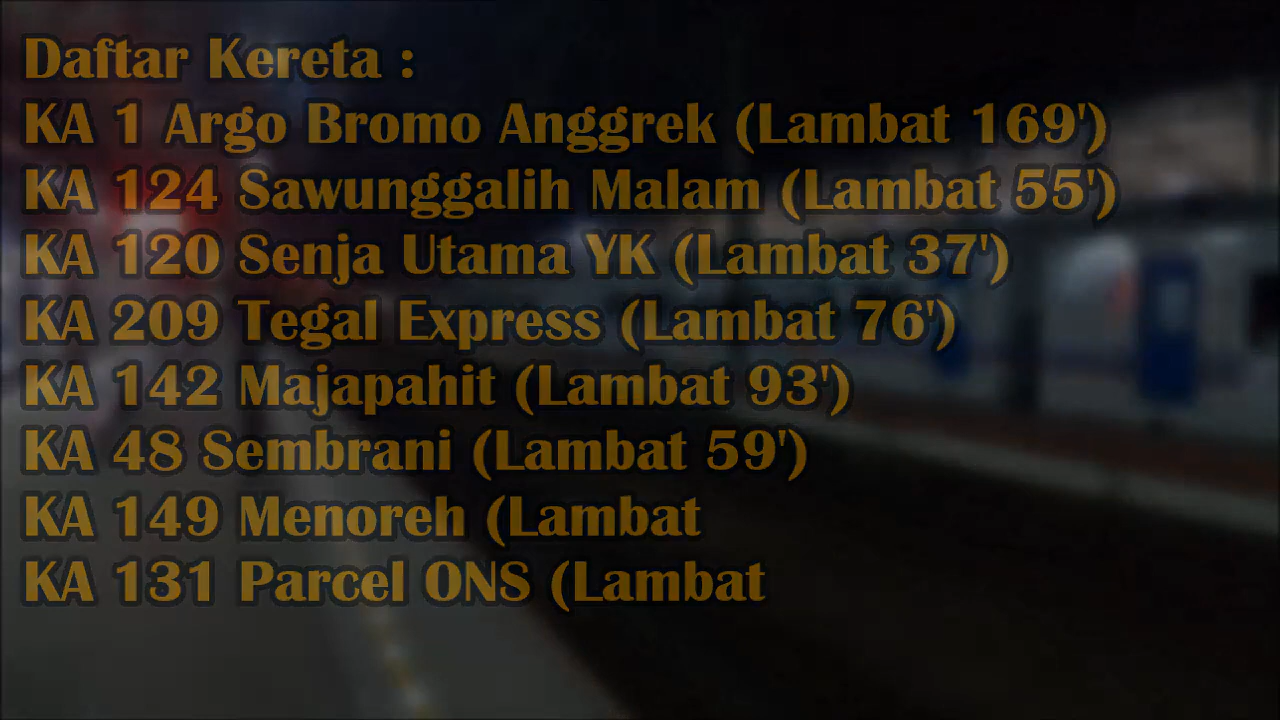 Daftar Kereta :
KA 1 Argo Bromo Anggrek (Lambat 169')
KA 124 Sawunggalih Malam (Lambat 55')
KA 120 Senja Utama YK (Lambat 37')
KA 209 Tegal Express (Lambat 76')
KA 142 Majapahit (Lambat 93')
KA 48 Sembrani (Lambat 59')
KA 149 Menoreh (Lambat
KA 131 Parcel ONS (Lambat